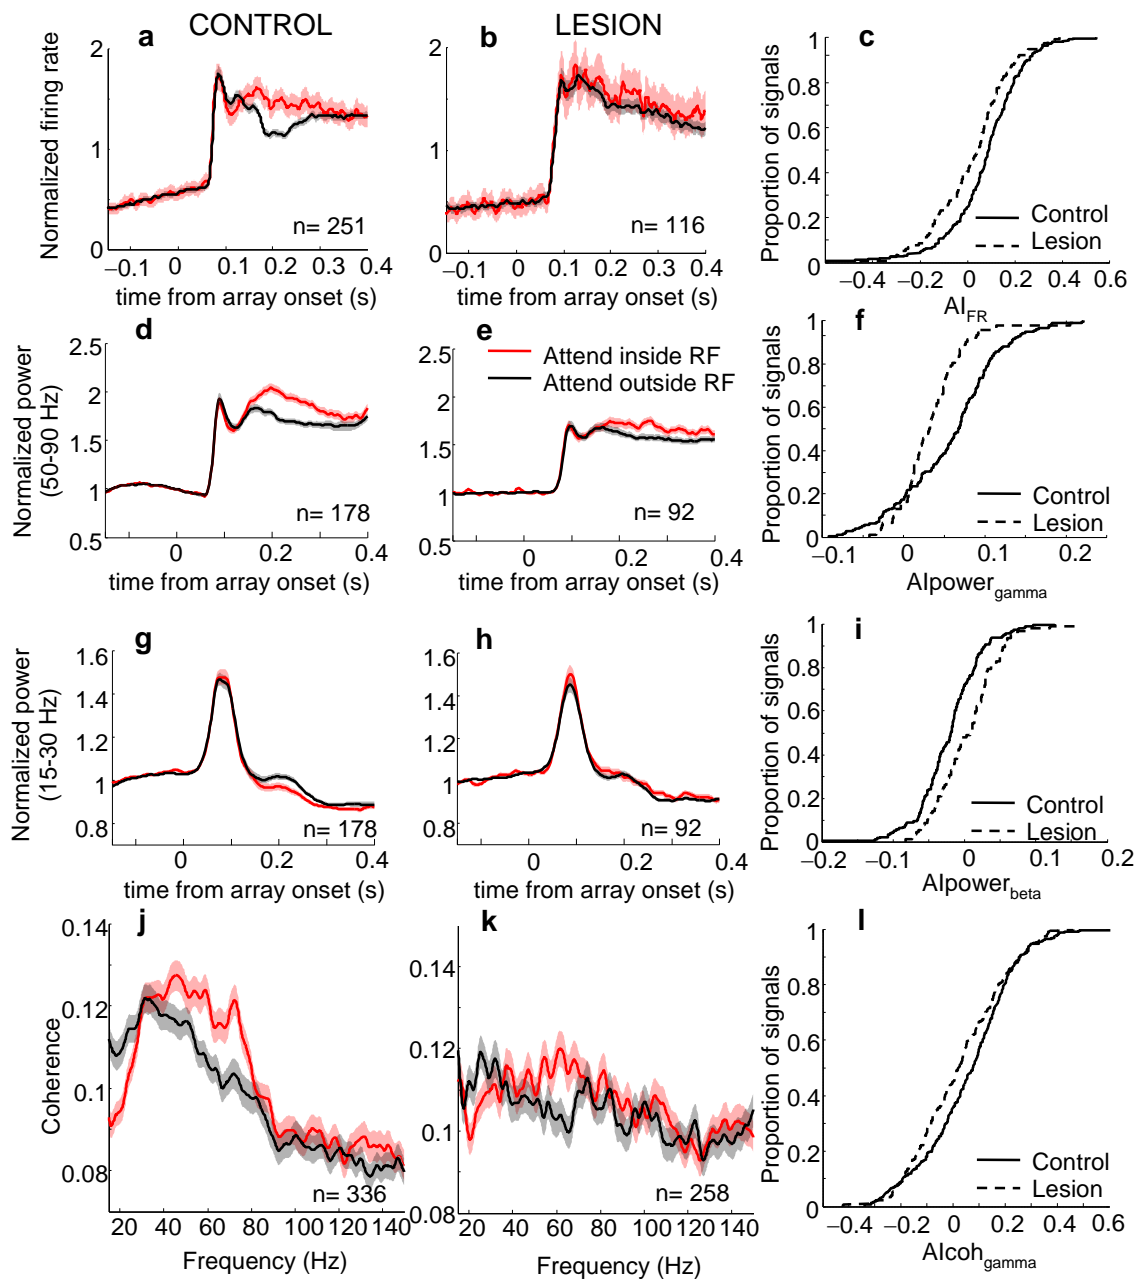 CONTROL
LESION
a
Normalized firing rate
2
1
0
n= 251
−0.1 0 0.1 0.2 0.3 0.4
time from array onset (s)
b
2
1
0
n= 116
−0.1 0 0.1 0.2 0.3 0.4
time from array onset (s)
c
Proportion of signals
1
0.8
0.6
0.4
0.2
0
Control
Lesion
−0.4 −0.2 0 0.2 0.4 0.6
AI_FR
d
Normalized power
(50-90 Hz)
2.5
2
1.5
1
0.5
n= 178
0 0.2 0.4
time from array onset (s)
e
2.5
2
1.5
1
0.5
Attend inside RF
Attend outside RF
n= 92
0 0.2 0.4
time from array onset (s)
f
Proportion of signals
1
0.8
0.6
0.4
0.2
0
Control
Lesion
−0.1 0 0.1 0.2
AIpower_gamma
g
Normalized power
(15-30 Hz)
1.6
1.4
1.2
1
0.8
n= 178
0 0.2 0.4
time from array onset (s)
h
1.6
1.4
1.2
1
0.8
n= 92
0 0.2 0.4
time from array onset (s)
i
Proportion of signals
1
0.8
0.6
0.4
0.2
0
Control
Lesion
−0.2 −0.1 0 0.1 0.2
AIpower_beta
j
Coherence
0.14
0.12
0.1
0.08
n= 336
20 40 60 80 100 120 140
Frequency (Hz)
k
0.14
0.12
0.1
0.08
n= 258
20 40 60 80 100 120 140
Frequency (Hz)
l
Proportion of signals
1
0.8
0.6
0.4
0.2
0
Control
Lesion
−0.4 −0.2 0 0.2 0.4 0.6
AIcoh_gamma